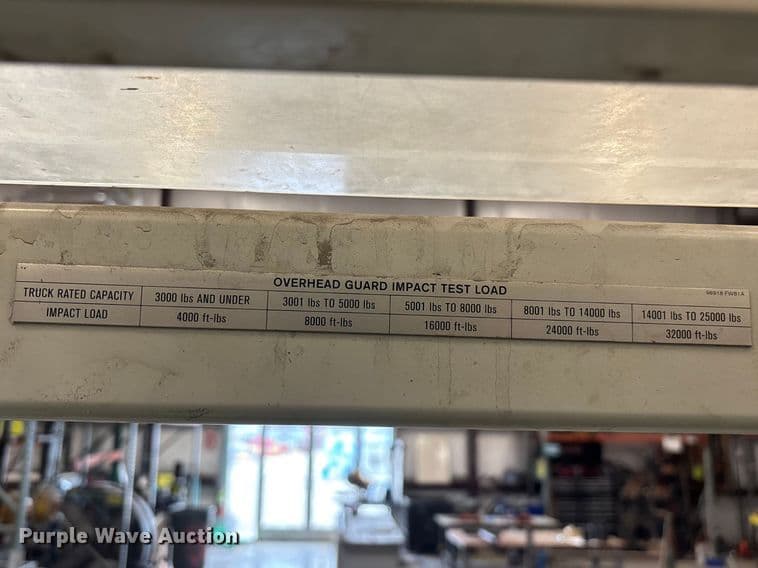 OVERHEAD GUARD IMPACT TEST LOAD
96918-FW81A
TRUCK RATED CAPACITY 3000 lbs AND UNDER 3001 lbs TO 5000 lbs 5001 lbs TO 8000 lbs 8001 lbs TO 14000 lbs 14001 lbs TO 25000 lbs
IMPACT LOAD 4000 ft-lbs 8000 ft-lbs 16000 ft-lbs 24000 ft-lbs 32000 ft-lbs
Purple Wave Auction